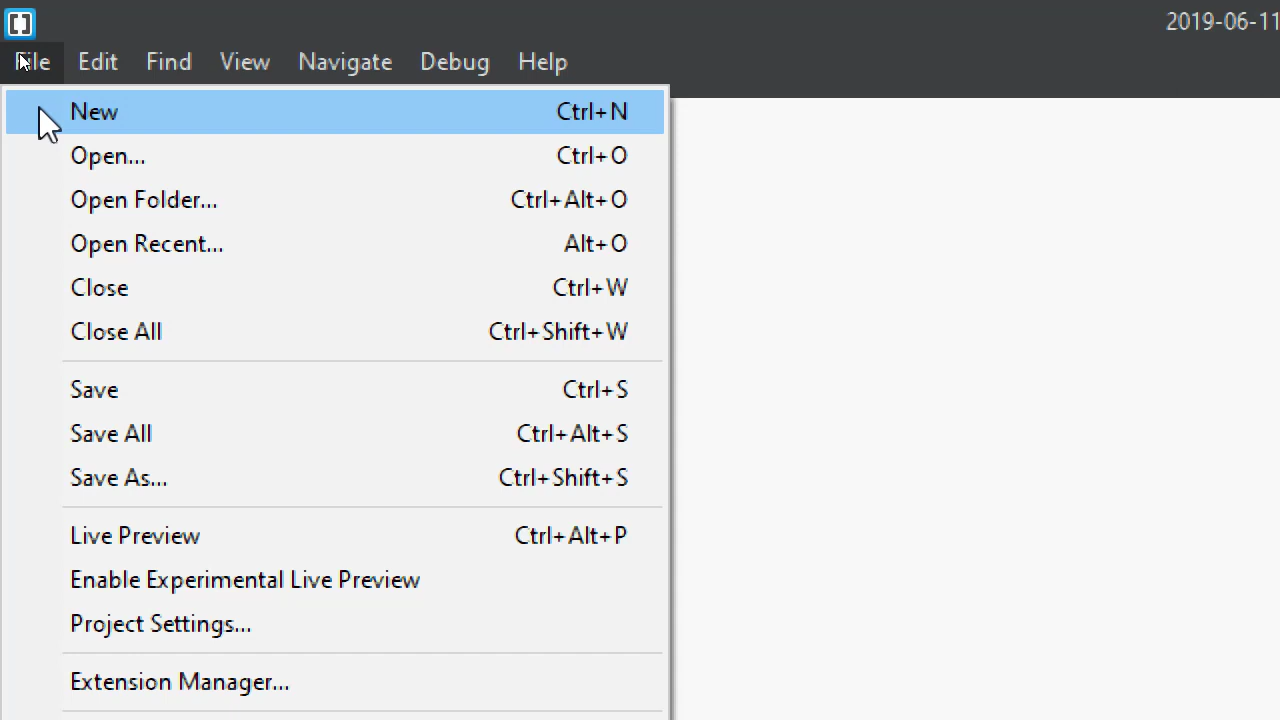 2019-06-11
File Edit Find View Navigate Debug Help
New Ctrl+N
Open... Ctrl+O
Open Folder... Ctrl+Alt+O
Open Recent... Alt+O
Close Ctrl+W
Close All Ctrl+Shift+W
Save Ctrl+S
Save All Ctrl+Alt+S
Save As... Ctrl+Shift+S
Live Preview Ctrl+Alt+P
Enable Experimental Live Preview
Project Settings...
Extension Manager...